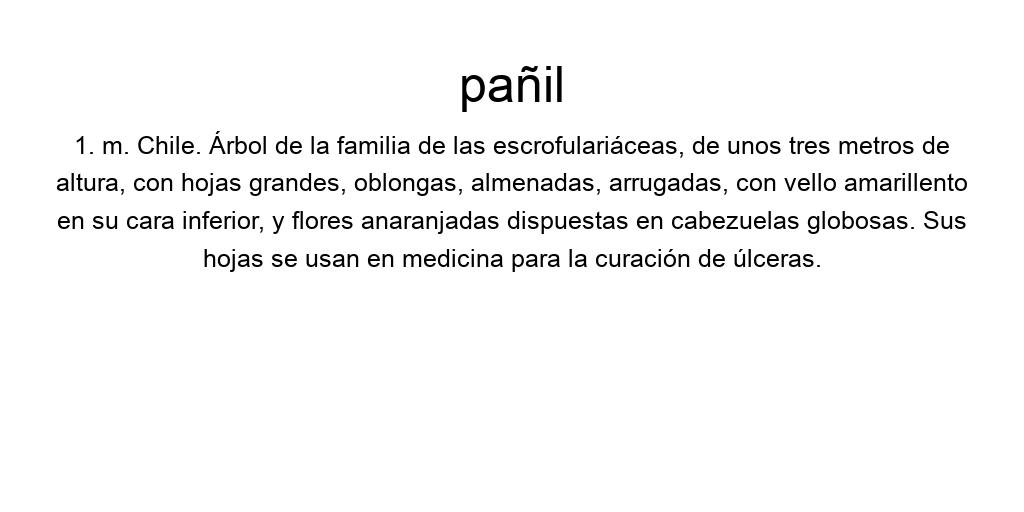 pañil
1. m. Chile. Árbol de la familia de las escrofulariáceas, de unos tres metros de
altura, con hojas grandes, oblongas, almenadas, arrugadas, con vello amarillento
en su cara inferior, y flores anaranjadas dispuestas en cabezuelas globosas. Sus
hojas se usan en medicina para la curación de úlceras.